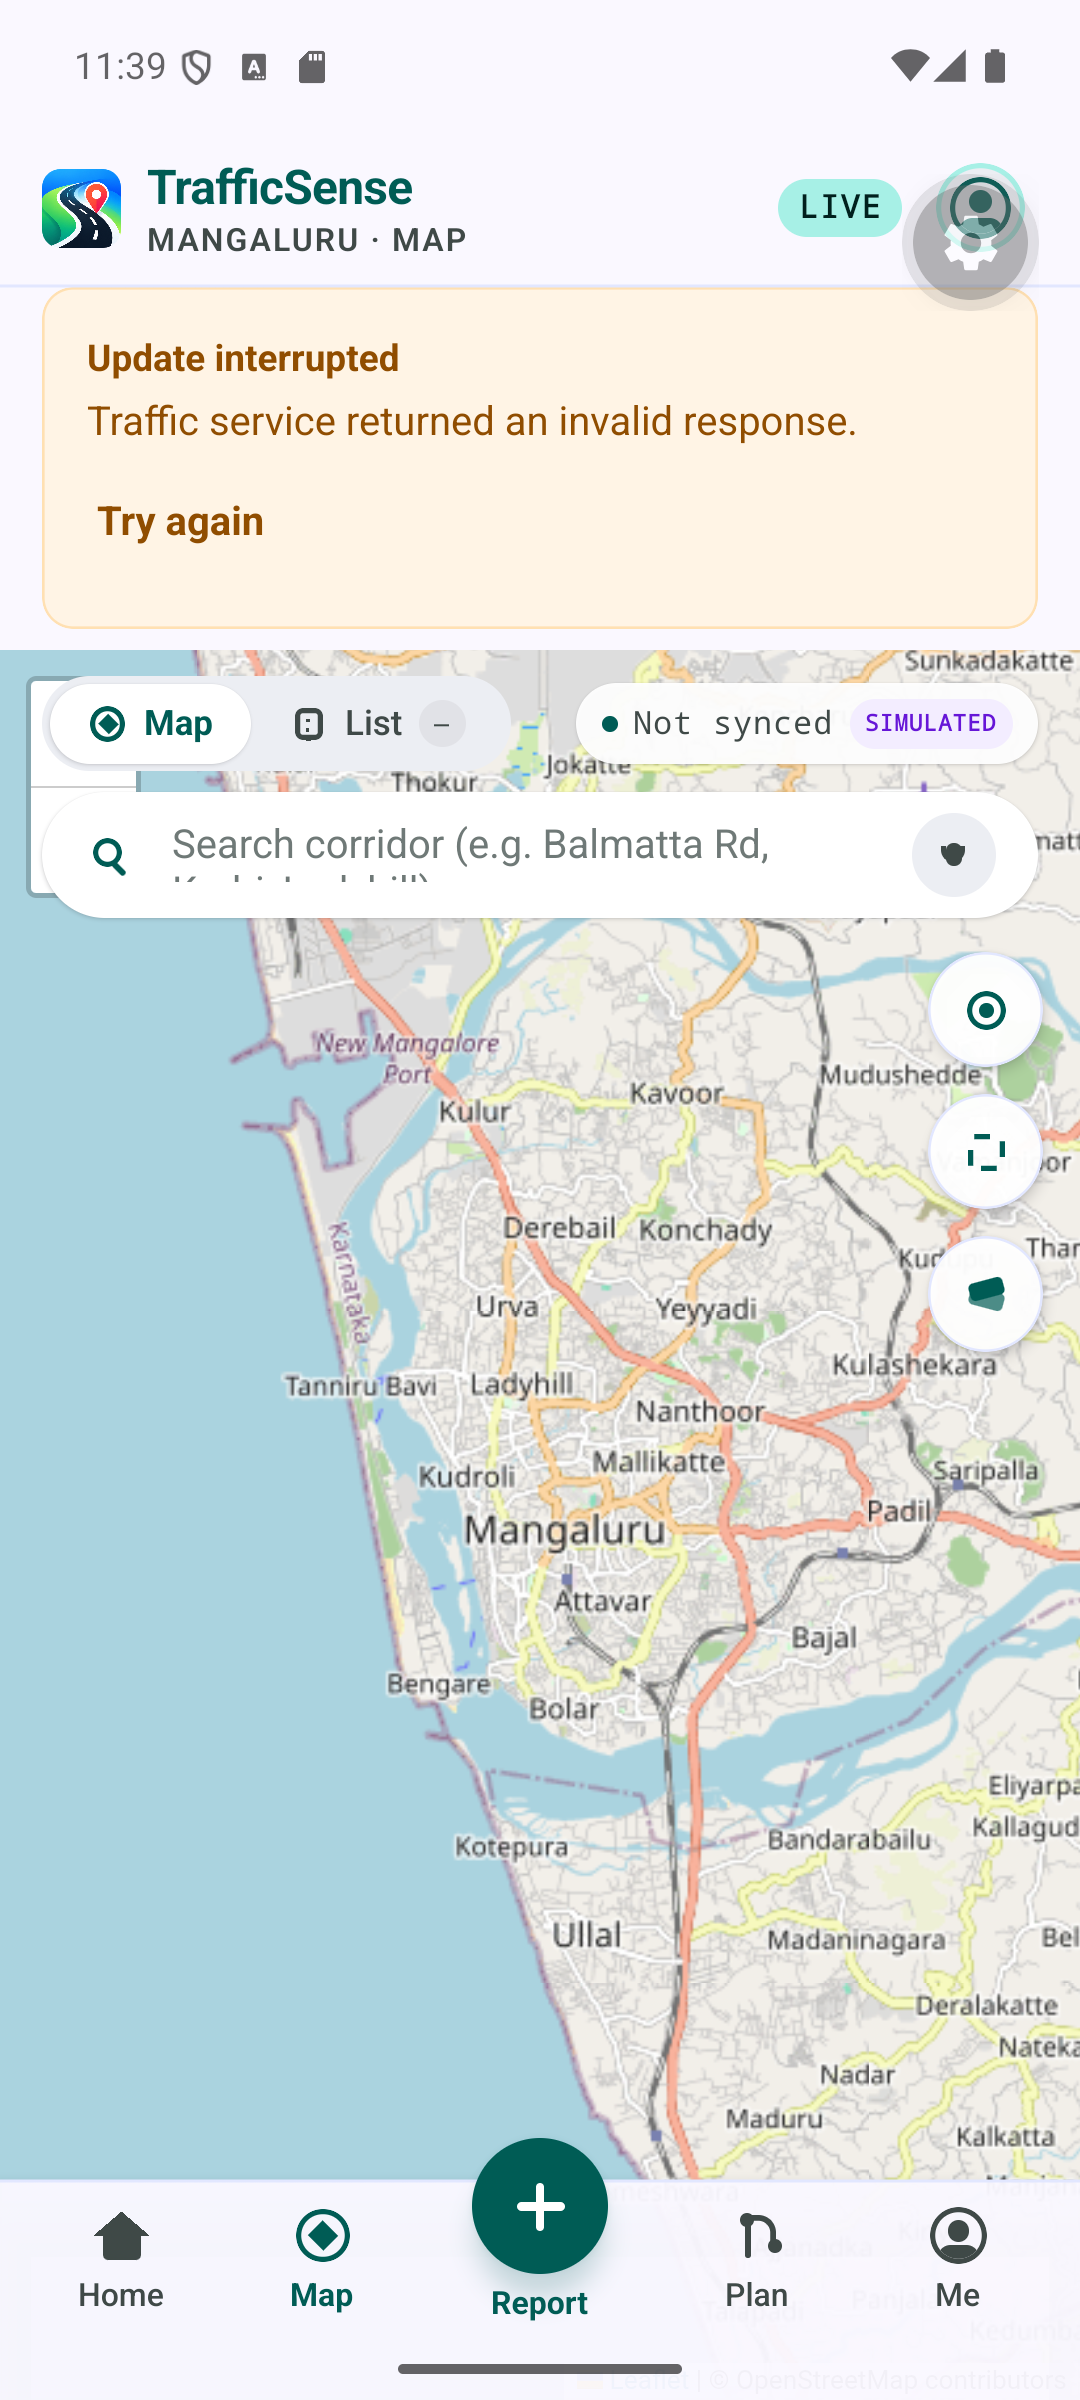 11:39
TrafficSense
MANGALURU · MAP
LIVE
Update interrupted
Traffic service returned an invalid response.
Try again
Map
List –
Not synced
SIMULATED
Search corridor (e.g. Balmatta Rd,
Sunkadakatte
Thokur
Jokatte
New Mangalore
Port
Kulur
Kavoor
Mudushedde
Karnataka
Derebail
Konchady
Urva
Yeyyadi
Kulashekara
Tanniru Bavi
Ladyhill
Nanthoor
Kudroli
Mallikatte
Saripalla
Mangaluru
Padil
Attavar
Bajal
Bengare
Bolar
Kotepura
Bandarabailu
Ullal
Madaninagara
Deralakatte
Nadar
Maduru
Kalkatta
Home
Map
Report
Plan
Me
Leaflet | © OpenStreetMap contributors